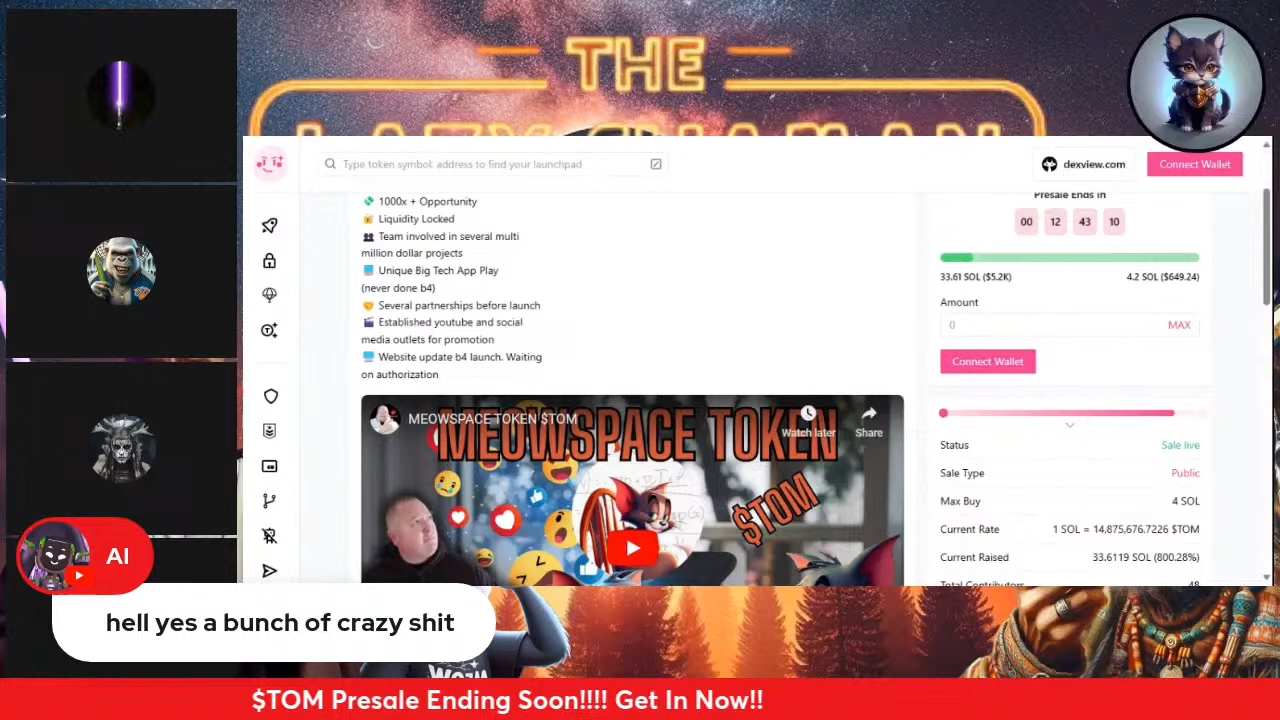 THE
Type token symbol, address to find your launchpad
dexview.com
Connect Wallet
1000x + Opportunity
Liquidity Locked
Team involved in several multi
million dollar projects
Unique Big Tech App Play
(never done b4)
Several partnerships before launch
Established youtube and social
media outlets for promotion
Website update b4 launch. Waiting
on authorization
MEOWSPACE TOKEN $TOM
Watch later
Share
MEOWSPACE TOKEN
$TOM
Presale Ends In
00 12 43 10
33.61 SOL ($5.2K) 4.2 SOL ($649.24)
Amount
0 MAX
Connect Wallet
Status Sale live
Sale Type Public
Max Buy 4 SOL
Current Rate 1 SOL = 14,875,676.7226 $TOM
Current Raised 33.6119 SOL (800.28%)
Total Contributors 48
AI
hell yes a bunch of crazy shit
$TOM Presale Ending Soon!!!! Get In Now!!